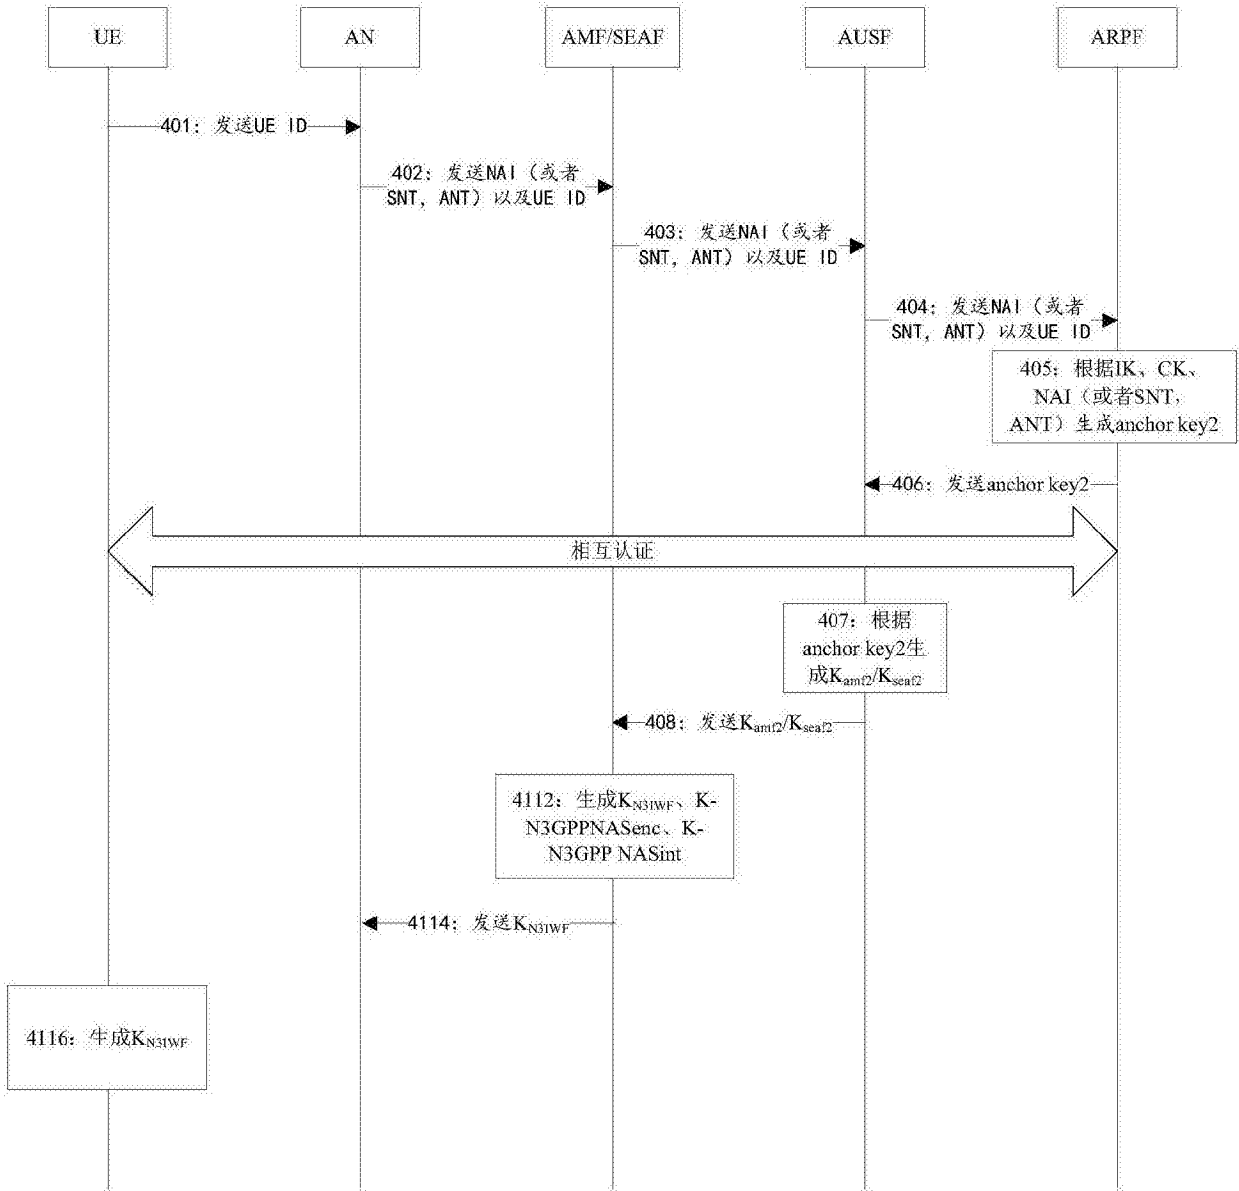 UE
AN
AMF/SEAF
AUSF
ARPF
401：发送UE ID
402：发送NAI（或者
SNT，ANT）以及UE ID
403：发送NAI（或者
SNT，ANT）以及UE ID
404：发送NAI（或者
SNT，ANT）以及UE ID
405：根据IK、CK、
NAI（或者SNT，
ANT）生成anchor key2
406：发送anchor key2
相互认证
407：根据
anchor key2生
成Kamf2/Kseaf2
408：发送Kamf2/Kseaf2
4112：生成KN3IWF、K-
N3GPPNASenc、K-
N3GPP NASint
4114：发送KN3IWF
4116：生成KN3IWF